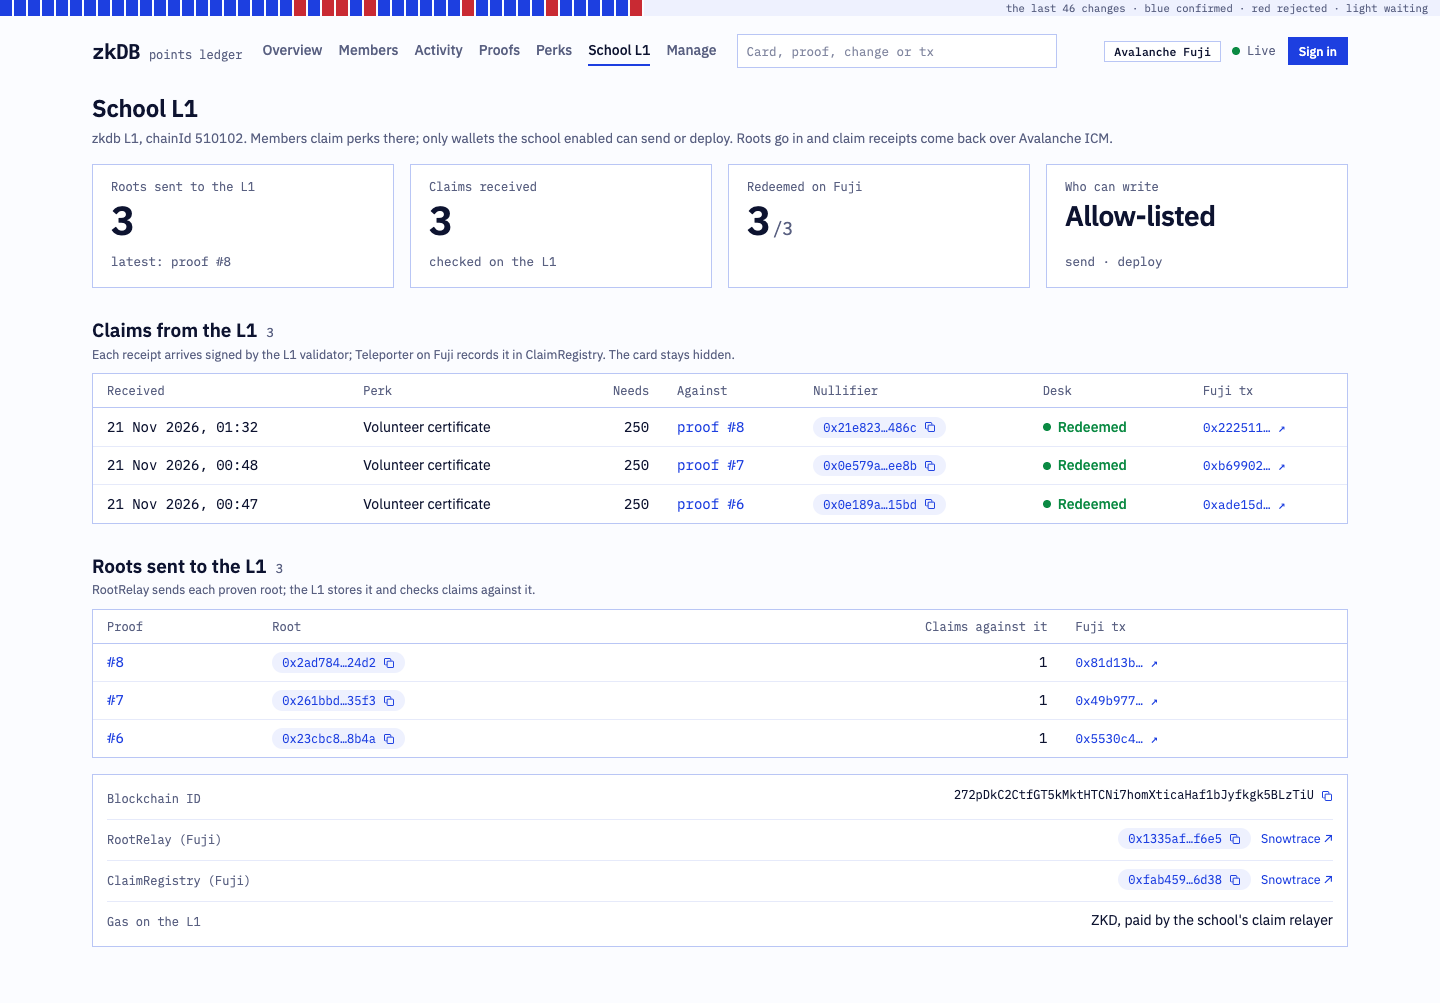 the last 46 changes · blue confirmed · red rejected · light waiting
zkDB points ledger Overview Members Activity Proofs Perks School L1 Manage Card, proof, change or tx Avalanche Fuji Live Sign in
School L1
zkdb L1, chainId 510102. Members claim perks there; only wallets the school enabled can send or deploy. Roots go in and claim receipts come back over Avalanche ICM.
Roots sent to the L1
3
latest: proof #8
Claims received
3
checked on the L1
Redeemed on Fuji
3 /3
Who can write
Allow-listed
send · deploy
Claims from the L1 3
Each receipt arrives signed by the L1 validator; Teleporter on Fuji records it in ClaimRegistry. The card stays hidden.
Received Perk Needs Against Nullifier Desk Fuji tx
21 Nov 2026, 01:32 Volunteer certificate 250 proof #8 0x21e823…486c Redeemed 0x222511… ↗
21 Nov 2026, 00:48 Volunteer certificate 250 proof #7 0x0e579a…ee8b Redeemed 0xb69902… ↗
21 Nov 2026, 00:47 Volunteer certificate 250 proof #6 0x0e189a…15bd Redeemed 0xade15d… ↗
Roots sent to the L1 3
RootRelay sends each proven root; the L1 stores it and checks claims against it.
Proof Root Claims against it Fuji tx
#8 0x2ad784…24d2 1 0x81d13b… ↗
#7 0x261bbd…35f3 1 0x49b977… ↗
#6 0x23cbc8…8b4a 1 0x5530c4… ↗
Blockchain ID 272pDkC2CtfGT5kMktHTCNi7homXticaHaf1bJyfkgk5BLzTiU
RootRelay (Fuji) 0x1335af…f6e5 Snowtrace ↗
ClaimRegistry (Fuji) 0xfab459…6d38 Snowtrace ↗
Gas on the L1 ZKD, paid by the school's claim relayer